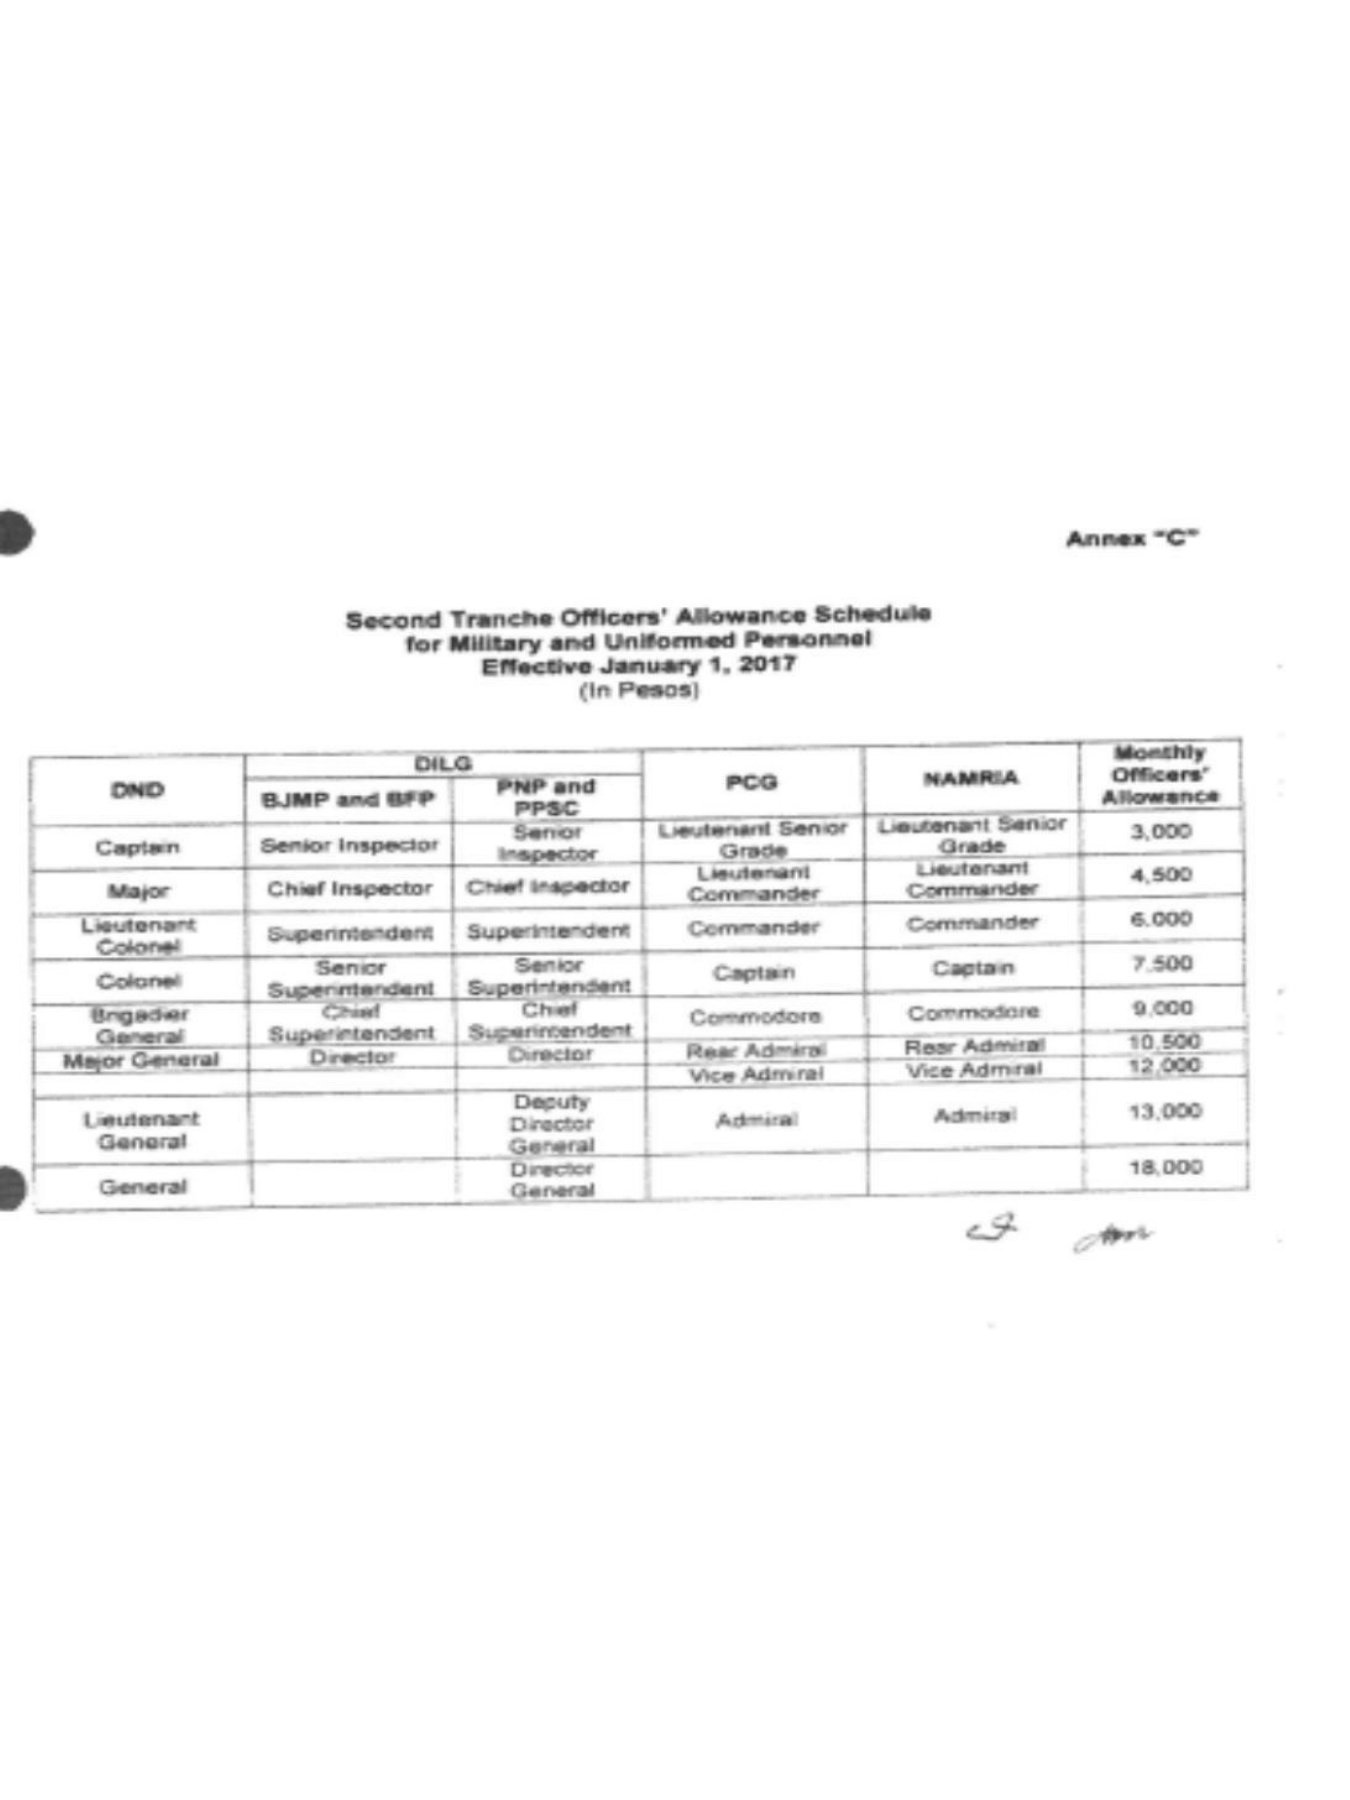 Annex "C"
Second Tranche Officers' Allowance Schedule
for Military and Uniformed Personnel
Effective January 1, 2017
(In Pesos)
DND DILG PCG NAMRIA Monthly Officers' Allowance
BJMP and BFP PNP and PPSC
Captain Senior Inspector Senior Inspector Lieutenant Senior Grade Lieutenant Senior Grade 3,000
Major Chief Inspector Chief Inspector Lieutenant Commander Lieutenant Commander 4,500
Lieutenant Colonel Superintendent Superintendent Commander Commander 6,000
Colonel Senior Superintendent Senior Superintendent Captain Captain 7,500
Brigadier General Chief Superintendent Chief Superintendent Commodore Commodore 9,000
Major General Director Director Rear Admiral Rear Admiral 10,500
Vice Admiral Vice Admiral 12,000
Lieutenant General Deputy Director General Admiral Admiral 13,000
General Director General 18,000